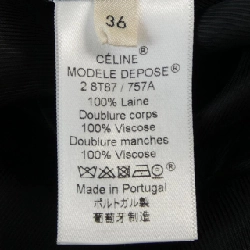 36
CÉLINE®
MODELE DEPOSE®
2 8T87 / 757A
100% Laine
Doublure corps
100% Viscose
Doublure manches
100% Viscose
Made in Portugal
ポルトガル製
葡萄牙制造